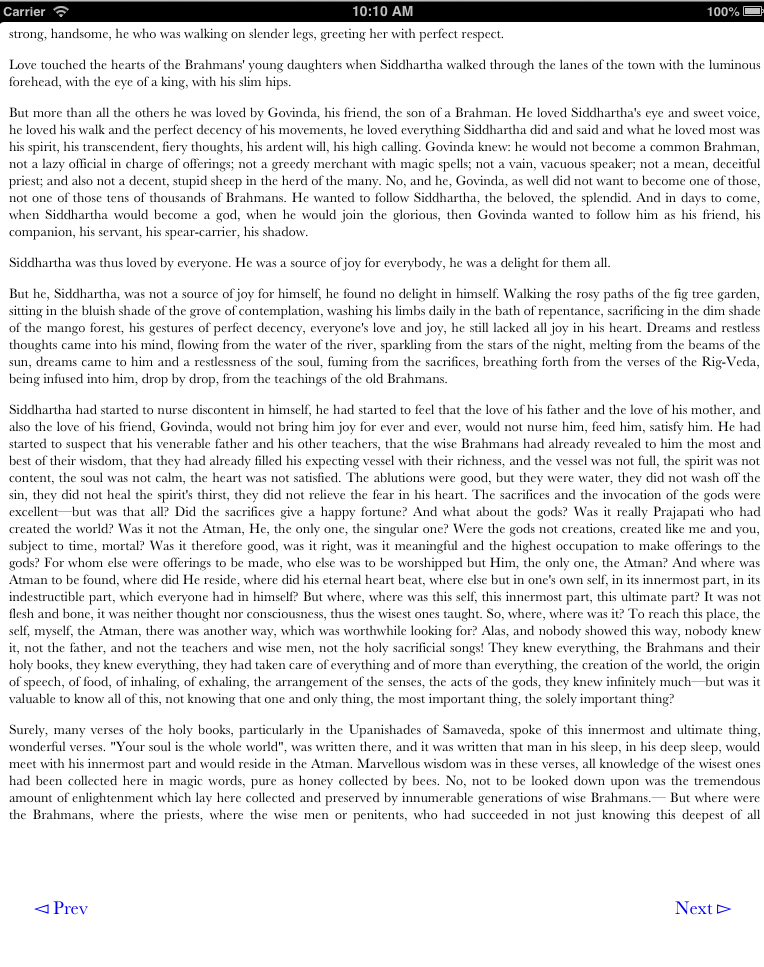 Carrier 10:10 AM 100%
strong, handsome, he who was walking on slender legs, greeting her with perfect respect.
Love touched the hearts of the Brahmans' young daughters when Siddhartha walked through the lanes of the town with the luminous
forehead, with the eye of a king, with his slim hips.
But more than all the others he was loved by Govinda, his friend, the son of a Brahman. He loved Siddhartha's eye and sweet voice,
he loved his walk and the perfect decency of his movements, he loved everything Siddhartha did and said and what he loved most was
his spirit, his transcendent, fiery thoughts, his ardent will, his high calling. Govinda knew: he would not become a common Brahman,
not a lazy official in charge of offerings; not a greedy merchant with magic spells; not a vain, vacuous speaker; not a mean, deceitful
priest; and also not a decent, stupid sheep in the herd of the many. No, and he, Govinda, as well did not want to become one of those,
not one of those tens of thousands of Brahmans. He wanted to follow Siddhartha, the beloved, the splendid. And in days to come,
when Siddhartha would become a god, when he would join the glorious, then Govinda wanted to follow him as his friend, his
companion, his servant, his spear-carrier, his shadow.
Siddhartha was thus loved by everyone. He was a source of joy for everybody, he was a delight for them all.
But he, Siddhartha, was not a source of joy for himself, he found no delight in himself. Walking the rosy paths of the fig tree garden,
sitting in the bluish shade of the grove of contemplation, washing his limbs daily in the bath of repentance, sacrificing in the dim shade
of the mango forest, his gestures of perfect decency, everyone's love and joy, he still lacked all joy in his heart. Dreams and restless
thoughts came into his mind, flowing from the water of the river, sparkling from the stars of the night, melting from the beams of the
sun, dreams came to him and a restlessness of the soul, fuming from the sacrifices, breathing forth from the verses of the Rig-Veda,
being infused into him, drop by drop, from the teachings of the old Brahmans.
Siddhartha had started to nurse discontent in himself, he had started to feel that the love of his father and the love of his mother, and
also the love of his friend, Govinda, would not bring him joy for ever and ever, would not nurse him, feed him, satisfy him. He had
started to suspect that his venerable father and his other teachers, that the wise Brahmans had already revealed to him the most and
best of their wisdom, that they had already filled his expecting vessel with their richness, and the vessel was not full, the spirit was not
content, the soul was not calm, the heart was not satisfied. The ablutions were good, but they were water, they did not wash off the
sin, they did not heal the spirit's thirst, they did not relieve the fear in his heart. The sacrifices and the invocation of the gods were
excellent—but was that all? Did the sacrifices give a happy fortune? And what about the gods? Was it really Prajapati who had
created the world? Was it not the Atman, He, the only one, the singular one? Were the gods not creations, created like me and you,
subject to time, mortal? Was it therefore good, was it right, was it meaningful and the highest occupation to make offerings to the
gods? For whom else were offerings to be made, who else was to be worshipped but Him, the only one, the Atman? And where was
Atman to be found, where did He reside, where did his eternal heart beat, where else but in one's own self, in its innermost part, in its
indestructible part, which everyone had in himself? But where, where was this self, this innermost part, this ultimate part? It was not
flesh and bone, it was neither thought nor consciousness, thus the wisest ones taught. So, where, where was it? To reach this place, the
self, myself, the Atman, there was another way, which was worthwhile looking for? Alas, and nobody showed this way, nobody knew
it, not the father, and not the teachers and wise men, not the holy sacrificial songs! They knew everything, the Brahmans and their
holy books, they knew everything, they had taken care of everything and of more than everything, the creation of the world, the origin
of speech, of food, of inhaling, of exhaling, the arrangement of the senses, the acts of the gods, they knew infinitely much—but was it
valuable to know all of this, not knowing that one and only thing, the most important thing, the solely important thing?
Surely, many verses of the holy books, particularly in the Upanishades of Samaveda, spoke of this innermost and ultimate thing,
wonderful verses. "Your soul is the whole world", was written there, and it was written that man in his sleep, in his deep sleep, would
meet with his innermost part and would reside in the Atman. Marvellous wisdom was in these verses, all knowledge of the wisest ones
had been collected here in magic words, pure as honey collected by bees. No, not to be looked down upon was the tremendous
amount of enlightenment which lay here collected and preserved by innumerable generations of wise Brahmans.— But where were
the Brahmans, where the priests, where the wise men or penitents, who had succeeded in not just knowing this deepest of all
◅ Prev Next ▻